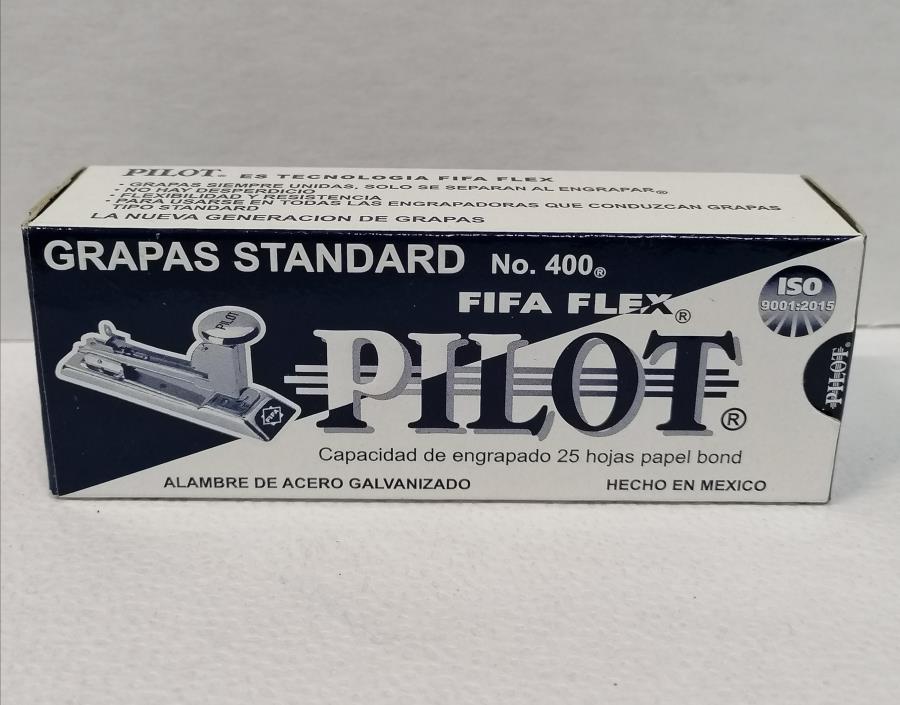 PILOT® ES TECNOLOGIA FIFA FLEX
· GRAPAS SIEMPRE UNIDAS, SOLO SE SEPARAN AL ENGRAPAR®
· NO HAY DESPERDICIO
· FLEXIBILIDAD Y RESISTENCIA
· PARA USARSE EN TODAS LAS ENGRAPADORAS QUE CONDUZCAN GRAPAS
TIPO STANDARD
LA NUEVA GENERACION DE GRAPAS
GRAPAS STANDARD No. 400®
FIFA FLEX®
ISO
9001:2015
PILOT
FIFA
PILOT®
PILOT®
Capacidad de engrapado 25 hojas papel bond
ALAMBRE DE ACERO GALVANIZADO
HECHO EN MEXICO